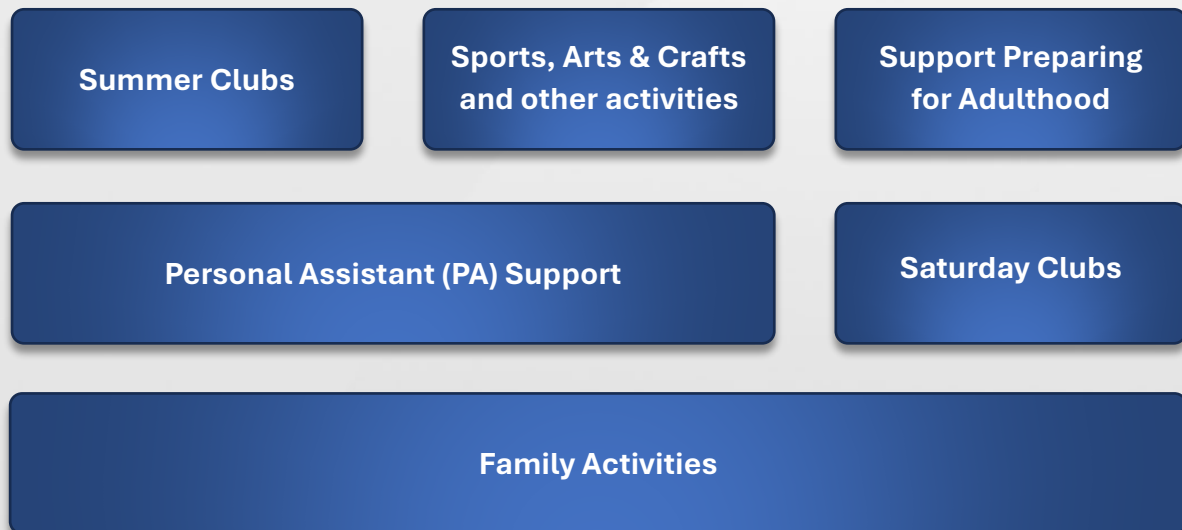 Summer Clubs
Sports, Arts & Crafts
and other activities
Support Preparing
for Adulthood
Personal Assistant (PA) Support
Saturday Clubs
Family Activities